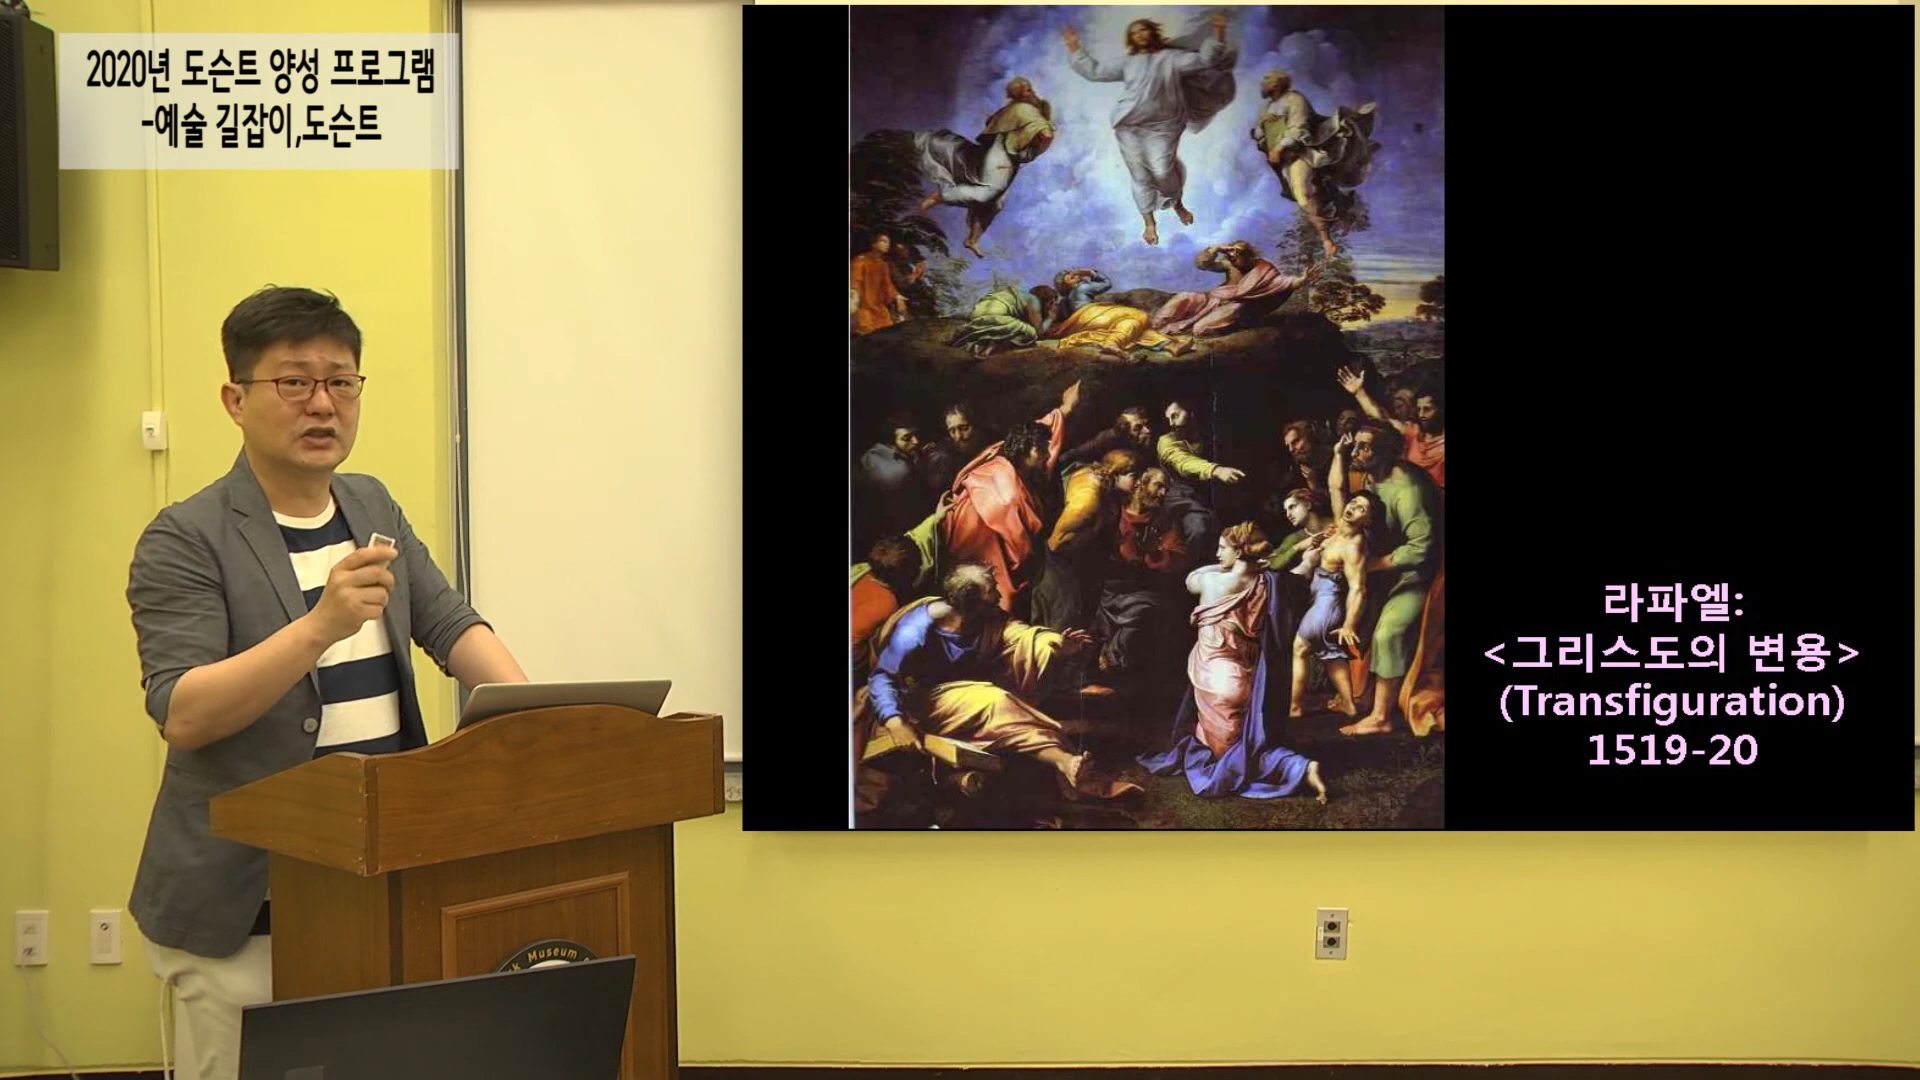 2020년 도슨트 양성 프로그램
-예술 길잡이,도슨트
라파엘:
<그리스도의 변용>
(Transfiguration)
1519-20
Museum